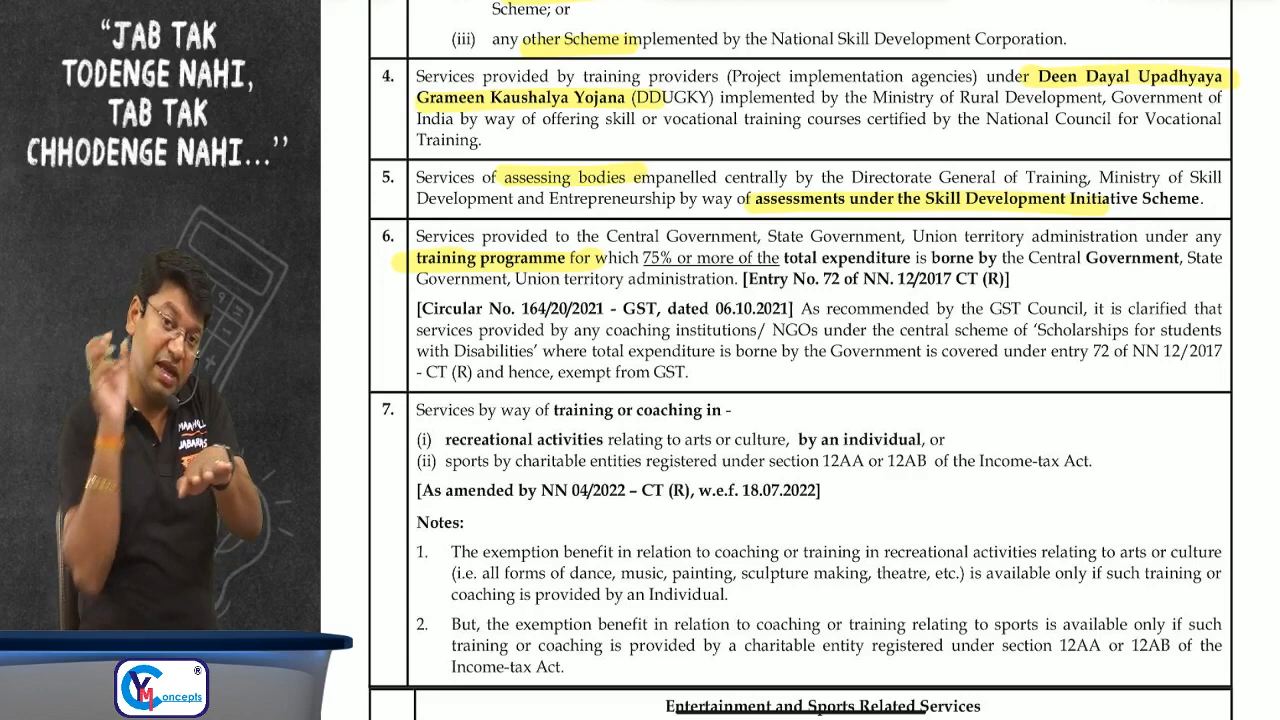 “JAB TAK
TODENGE NAHI,
TAB TAK
CHHODENGE NAHI...’’
Scheme; or
(iii) any other Scheme implemented by the National Skill Development Corporation.
4. Services provided by training providers (Project implementation agencies) under Deen Dayal Upadhyaya
Grameen Kaushalya Yojana (DDUGKY) implemented by the Ministry of Rural Development, Government of
India by way of offering skill or vocational training courses certified by the National Council for Vocational
Training.
5. Services of assessing bodies empanelled centrally by the Directorate General of Training, Ministry of Skill
Development and Entrepreneurship by way of assessments under the Skill Development Initiative Scheme.
6. Services provided to the Central Government, State Government, Union territory administration under any
training programme for which 75% or more of the total expenditure is borne by the Central Government, State
Government, Union territory administration. [Entry No. 72 of NN. 12/2017 CT (R)]
[Circular No. 164/20/2021 - GST, dated 06.10.2021] As recommended by the GST Council, it is clarified that
services provided by any coaching institutions/ NGOs under the central scheme of ‘Scholarships for students
with Disabilities’ where total expenditure is borne by the Government is covered under entry 72 of NN 12/2017
- CT (R) and hence, exempt from GST.
7. Services by way of training or coaching in -
(i) recreational activities relating to arts or culture, by an individual, or
(ii) sports by charitable entities registered under section 12AA or 12AB of the Income-tax Act.
[As amended by NN 04/2022 – CT (R), w.e.f. 18.07.2022]
Notes:
1. The exemption benefit in relation to coaching or training in recreational activities relating to arts or culture
(i.e. all forms of dance, music, painting, sculpture making, theatre, etc.) is available only if such training or
coaching is provided by an Individual.
2. But, the exemption benefit in relation to coaching or training relating to sports is available only if such
training or coaching is provided by a charitable entity registered under section 12AA or 12AB of the
Income-tax Act.
Entertainment and Sports Related Services
CYM oncepts ®